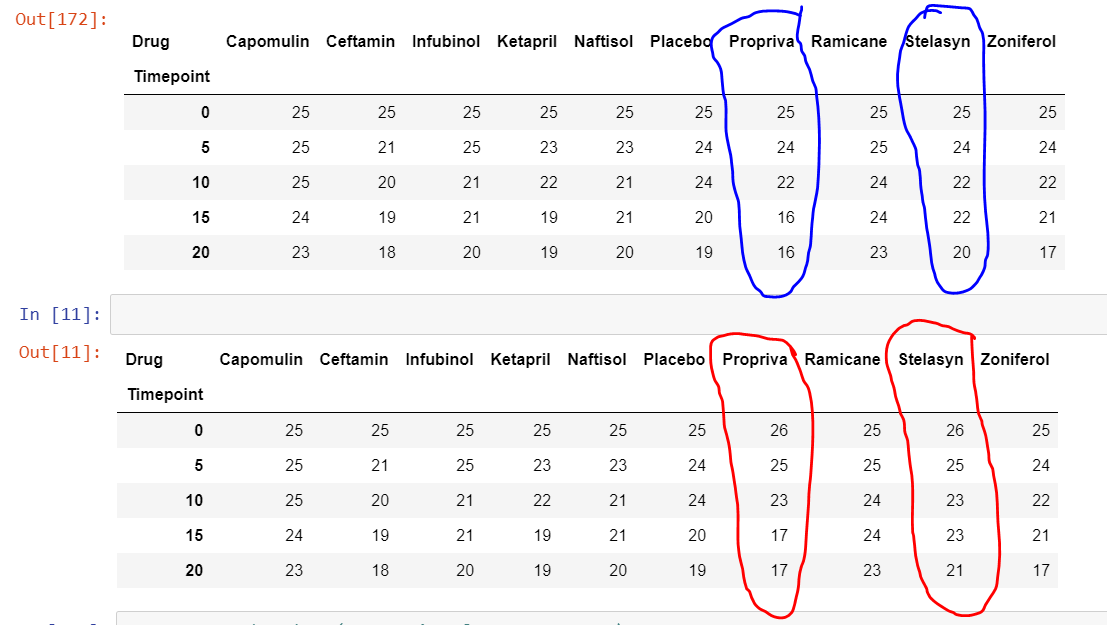 Out[172]:
Drug Capomulin Ceftamin Infubinol Ketapril Naftisol Placebo Propriva Ramicane Stelasyn Zoniferol
Timepoint
0 25 25 25 25 25 25 25 25 25 25
5 25 21 25 23 23 24 24 25 24 24
10 25 20 21 22 21 24 22 24 22 22
15 24 19 21 19 21 20 16 24 22 21
20 23 18 20 19 20 19 16 23 20 17
In [11]:
Out[11]:
Drug Capomulin Ceftamin Infubinol Ketapril Naftisol Placebo Propriva Ramicane Stelasyn Zoniferol
Timepoint
0 25 25 25 25 25 25 26 25 26 25
5 25 21 25 23 23 24 25 25 25 24
10 25 20 21 22 21 24 23 24 23 22
15 24 19 21 19 21 20 17 24 23 21
20 23 18 20 19 20 19 17 23 21 17